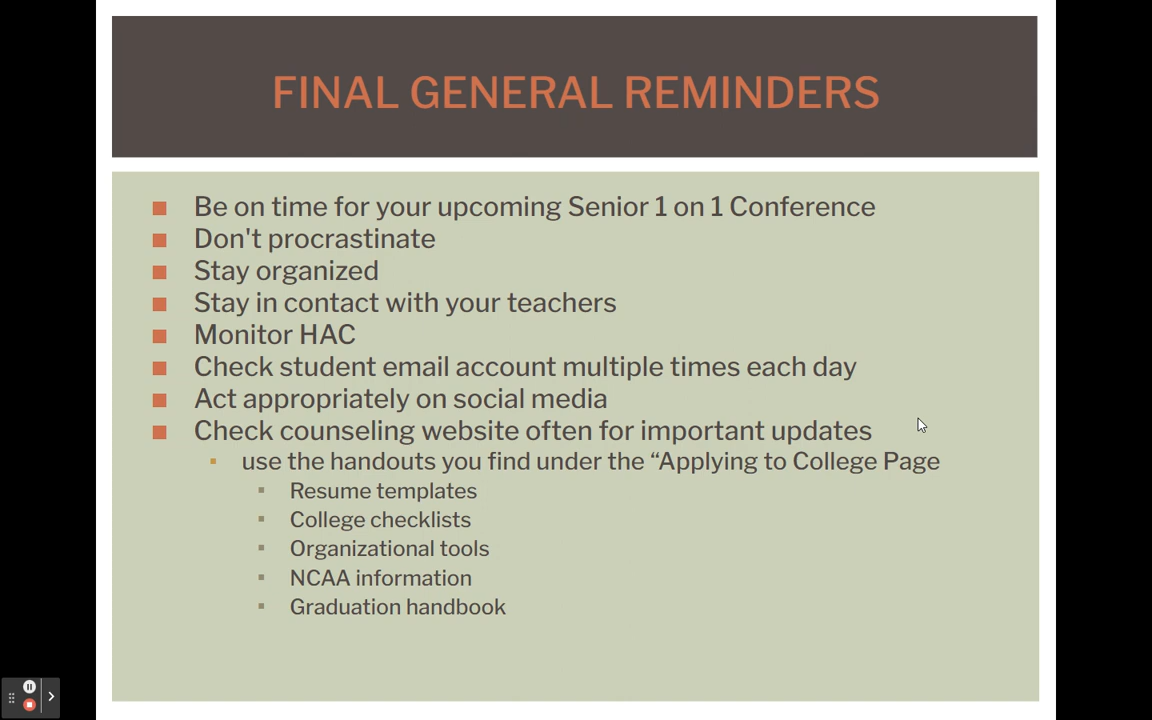 FINAL GENERAL REMINDERS
Be on time for your upcoming Senior 1 on 1 Conference
Don't procrastinate
Stay organized
Stay in contact with your teachers
Monitor HAC
Check student email account multiple times each day
Act appropriately on social media
Check counseling website often for important updates
use the handouts you find under the “Applying to College Page
Resume templates
College checklists
Organizational tools
NCAA information
Graduation handbook